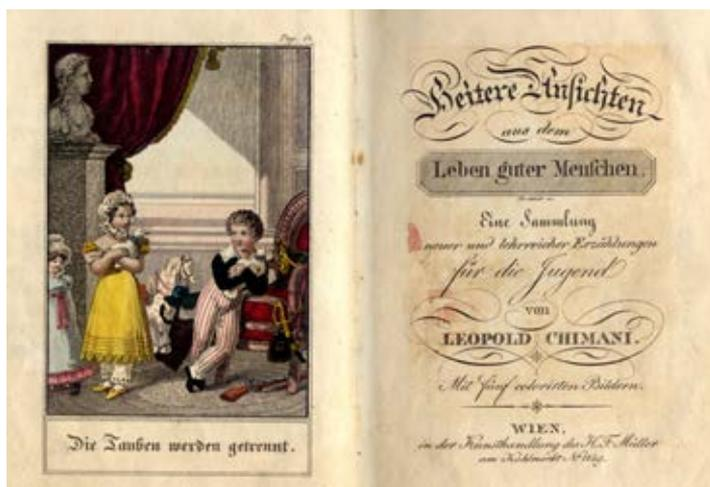 Pag.
Die Tauben werden getrennt.
Heitere Ansichten
aus dem
Leben guter Menschen.
Eine Sammlung
neuer und lehrreicher Erzählungen
für die Jugend
von
LEOPOLD CHIMANI.
Mit fünf colorirten Bildern.
WIEN,
in der Kunsthandlung des H. F. Müller
am Kohlmarkt Nº